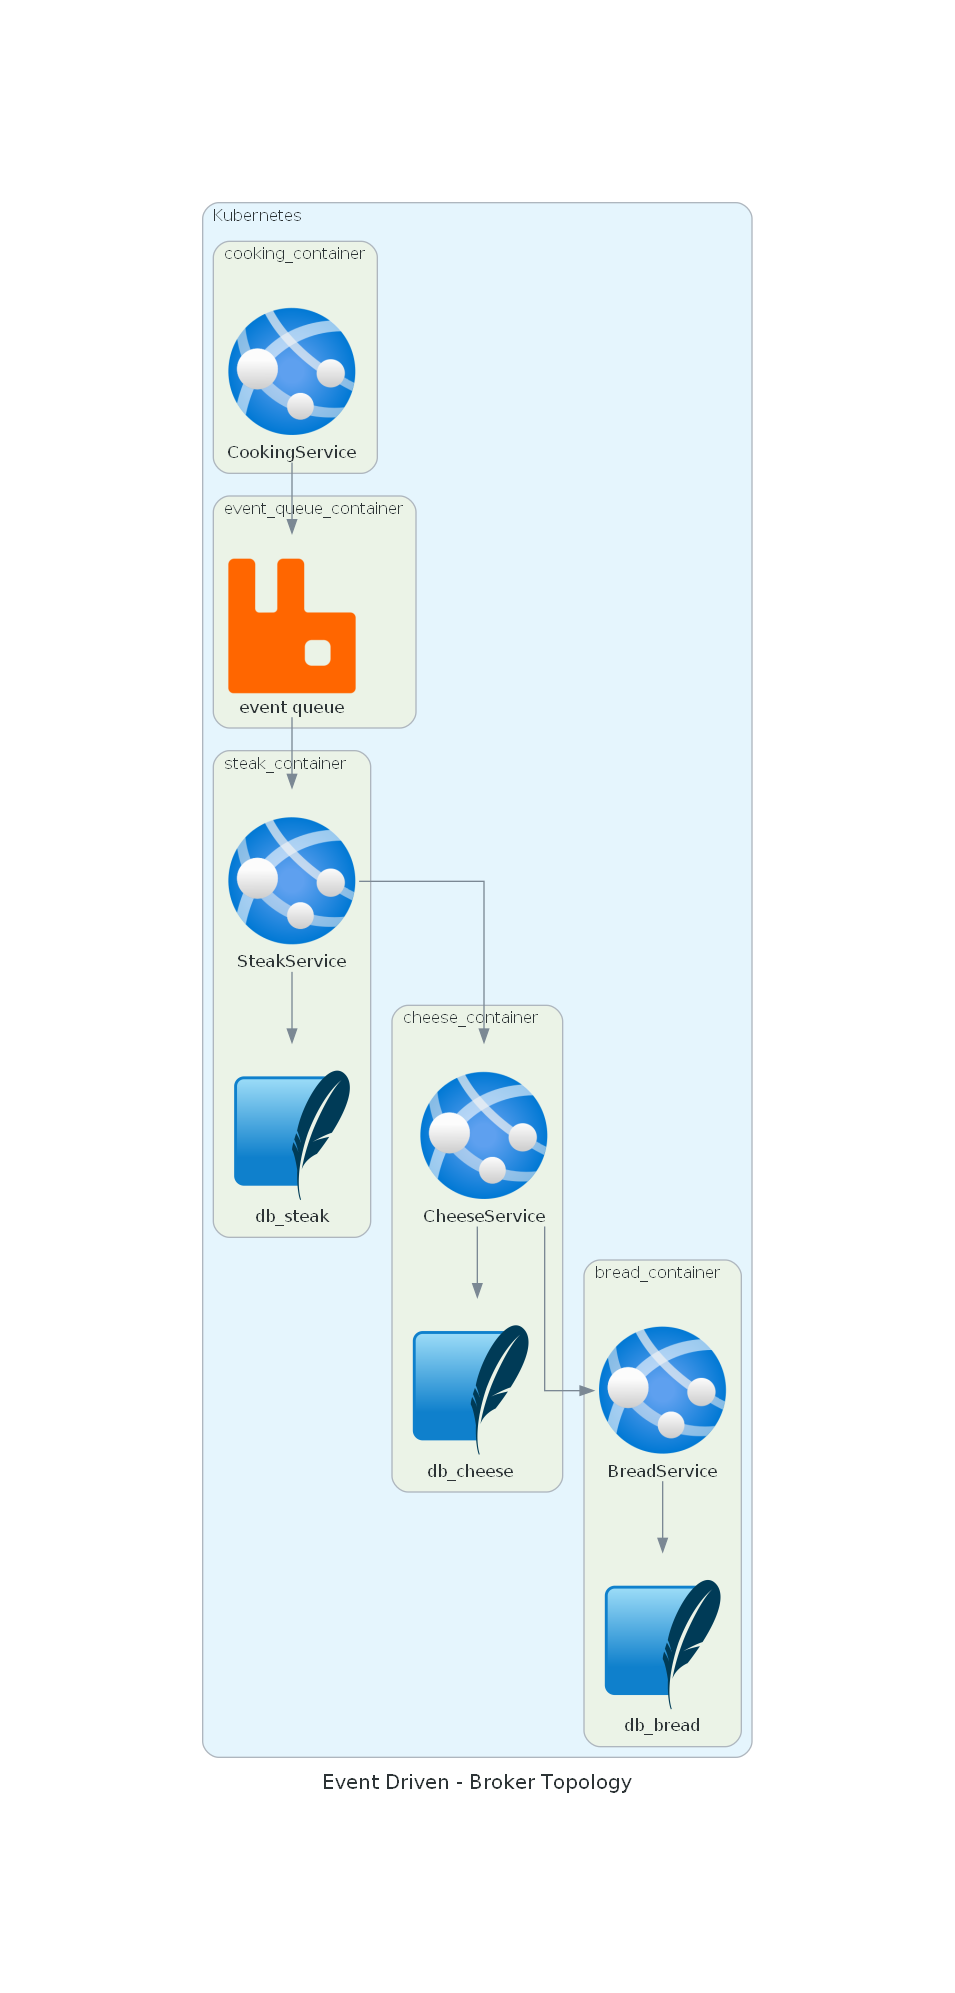 Kubernetes
cooking_container
CookingService
event_queue_container
event queue
steak_container
SteakService
cheese_container
db_steak
CheeseService
bread_container
db_cheese
BreadService
db_bread
Event Driven - Broker Topology